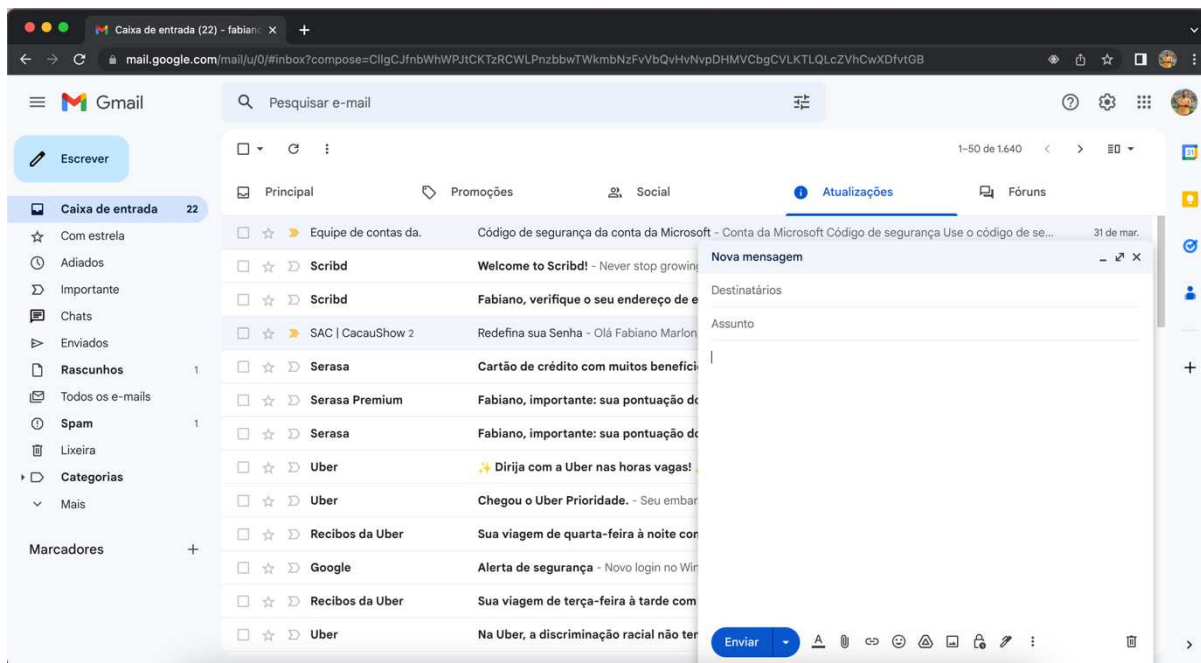 Caixa de entrada (22) - fabian
mail.google.com/mail/u/0/#inbox?compose=CllgCJfnbWhWPJtCKTzRCWLPnzbbwTWkmbNzFvVbQvHvNvpDHMVCbgCVLKTLQLcZVhCwXDfvtGB
Gmail
Pesquisar e-mail
Escrever
1–50 de 1.640
Principal
Promoções
Social
Atualizações
Fóruns
Caixa de entrada 22
Com estrela
Adiados
Importante
Chats
Enviados
Rascunhos 1
Todos os e-mails
Spam 1
Lixeira
Categorias
Mais
Marcadores
Equipe de contas da. Código de segurança da conta da Microsoft - Conta da Microsoft Código de segurança Use o código de se... 31 de mar.
Scribd Welcome to Scribd! - Never stop growing
Scribd Fabiano, verifique o seu endereço de e
SAC | CacauShow 2 Redefina sua Senha - Olá Fabiano Marlon
Serasa Cartão de crédito com muitos benefíci
Serasa Premium Fabiano, importante: sua pontuação do
Serasa Fabiano, importante: sua pontuação do
Uber ✨ Dirija com a Uber nas horas vagas!
Uber Chegou o Uber Prioridade. - Seu embar
Recibos da Uber Sua viagem de quarta-feira à noite con
Google Alerta de segurança - Novo login no Win
Recibos da Uber Sua viagem de terça-feira à tarde com
Uber Na Uber, a discriminação racial não ter
Nova mensagem
Destinatários
Assunto
Enviar
31